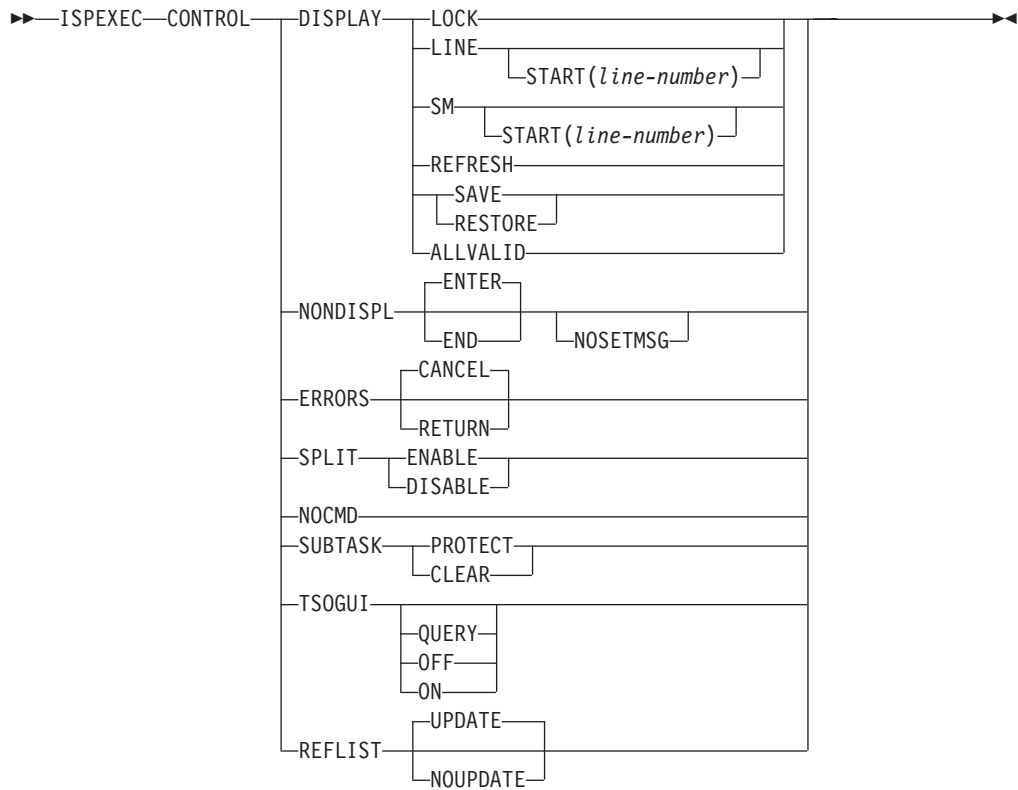 ISPEXEC CONTROL DISPLAY LOCK
LINE
START(line-number)
SM
START(line-number)
REFRESH
SAVE
RESTORE
ALLVALID
ENTER
NONDISPL
END NOSETMSG
CANCEL
ERRORS
RETURN
SPLIT ENABLE
DISABLE
NOCMD
SUBTASK PROTECT
CLEAR
TSOGUI
QUERY
OFF
ON
UPDATE
REFLIST
NOUPDATE